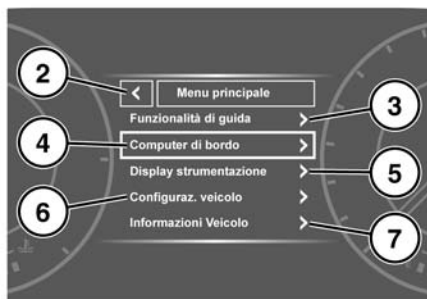 2
Menu principale
3
Funzionalità di guida
4
Computer di bordo
Display strumentazione
5
6
Configuraz. veicolo
Informazioni Veicolo
7